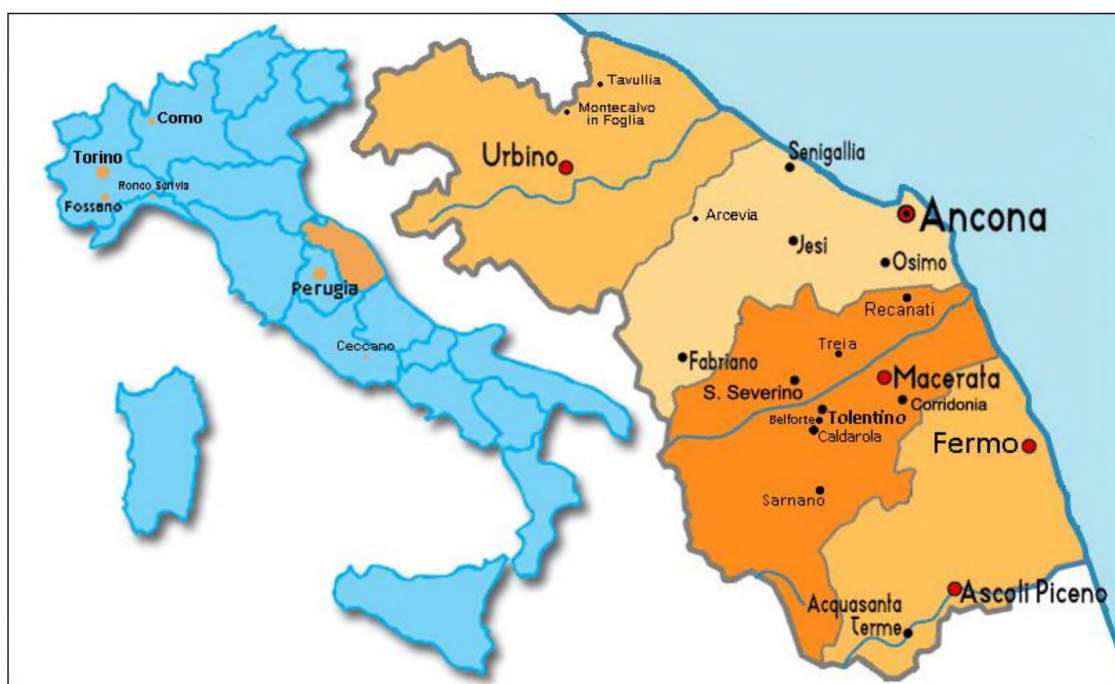 Como
Torino
Ronco Scrivia
Fossano
Perugia
Ceccano
Tavullia
Montecalvo
in Foglia
Urbino
Senigallia
Arcevia
Ancona
Jesi
Osimo
Recanati
Fabriano
Treia
S. Severino
Macerata
Corridonia
Belforte
Tolentino
Caldarola
Fermo
Sarnano
Acquasanta
Terme
Ascoli Piceno